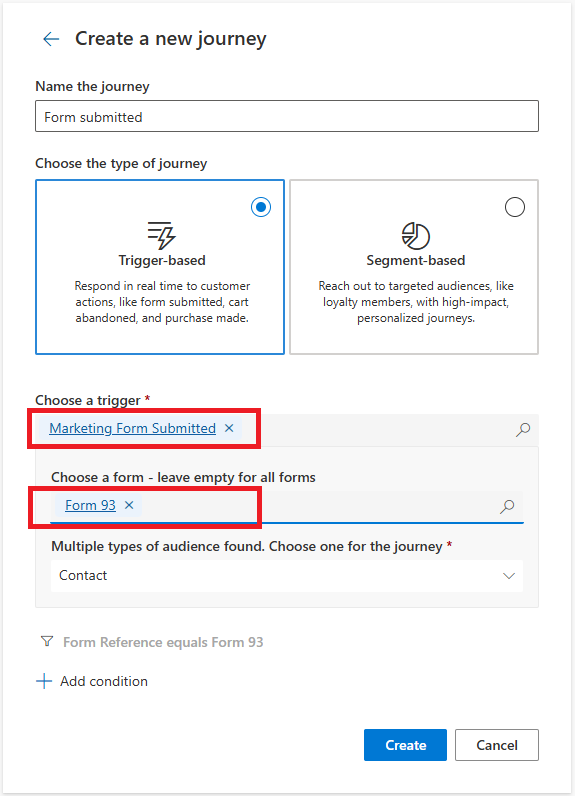 Create a new journey
Name the journey
Form submitted
Choose the type of journey
Trigger-based
Respond in real time to customer
actions, like form submitted, cart
abandoned, and purchase made.
Segment-based
Reach out to targeted audiences, like
loyalty members, with high-impact,
personalized journeys.
Choose a trigger *
Marketing Form Submitted
Choose a form - leave empty for all forms
Form 93
Multiple types of audience found. Choose one for the journey *
Contact
Form Reference equals Form 93
Add condition
Create
Cancel